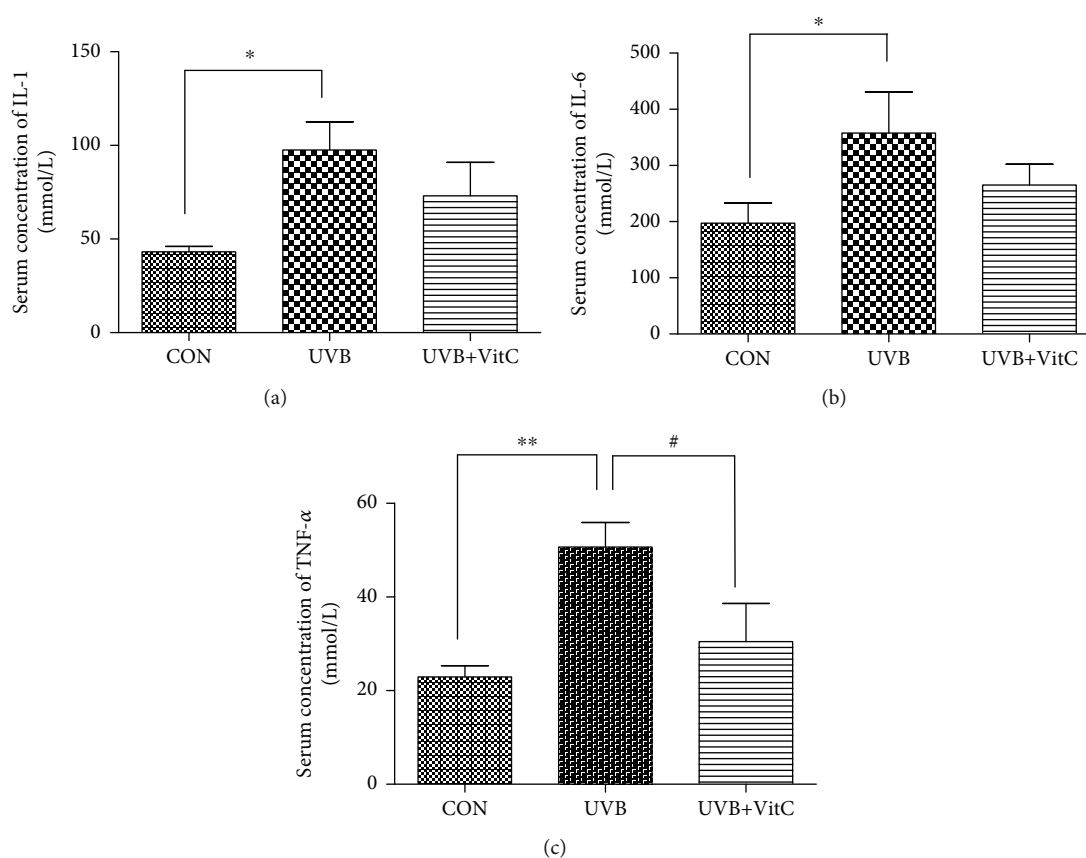 Serum concentration of IL-1
(mmol/L)
150
100
50
0
*
CON
UVB
UVB+VitC
(a)
Serum concentration of IL-6
(mmol/L)
500
400
300
200
100
0
*
CON
UVB
UVB+VitC
(b)
Serum concentration of TNF-α
(mmol/L)
60
40
20
0
**
#
CON
UVB
UVB+VitC
(c)